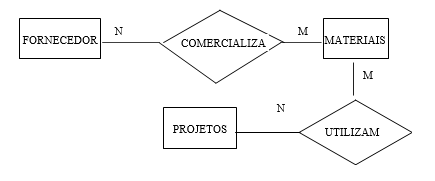 FORNECEDOR
N
COMERCIALIZA
M
MATERIAIS
M
PROJETOS
N
UTILIZAM